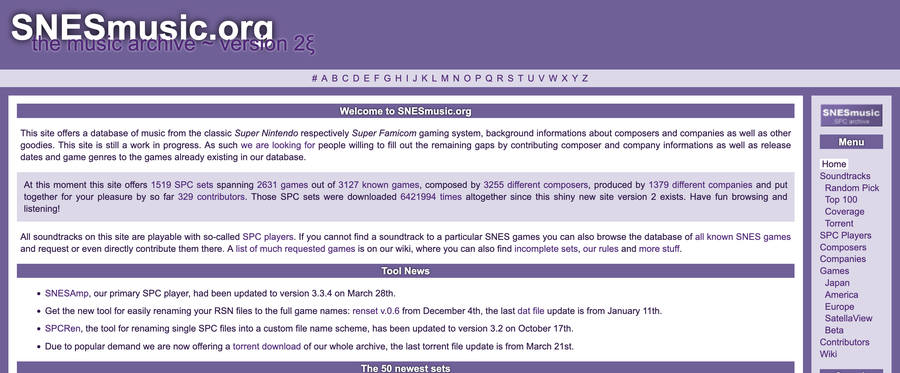 SNESmusic.org
the music archive ~ version 2ξ
# A B C D E F G H I J K L M N O P Q R S T U V W X Y Z
Welcome to SNESmusic.org
This site offers a database of music from the classic Super Nintendo respectively Super Famicom gaming system, background informations about composers and companies as well as other
goodies. This site is still a work in progress. As such we are looking for people willing to fill out the remaining gaps by contributing composer and company informations as well as release
dates and game genres to the games already existing in our database.
At this moment this site offers 1519 SPC sets spanning 2631 games out of 3127 known games, composed by 3255 different composers, produced by 1379 different companies and put
together for your pleasure by so far 329 contributors. Those SPC sets were downloaded 6421994 times altogether since this shiny new site version 2 exists. Have fun browsing and
listening!
All soundtracks on this site are playable with so-called SPC players. If you cannot find a soundtrack to a particular SNES games you can also browse the database of all known SNES games
and request or even directly contribute them there. A list of much requested games is on our wiki, where you can also find incomplete sets, our rules and more stuff.
Tool News
• SNESAmp, our primary SPC player, had been updated to version 3.3.4 on March 28th.
• Get the new tool for easily renaming your RSN files to the full game names: renset v.0.6 from December 4th, the last dat file update is from January 11th.
• SPCRen, the tool for renaming single SPC files into a custom file name scheme, has been updated to version 3.2 on October 17th.
• Due to popular demand we are now offering a torrent download of our whole archive, the last torrent file update is from March 21st.
The 50 newest sets
SNESmusic
SPC archive
Menu
Home
Soundtracks
Random Pick
Top 100
Coverage
Torrent
SPC Players
Composers
Companies
Games
Japan
America
Europe
SatellaView
Beta
Contributors
Wiki